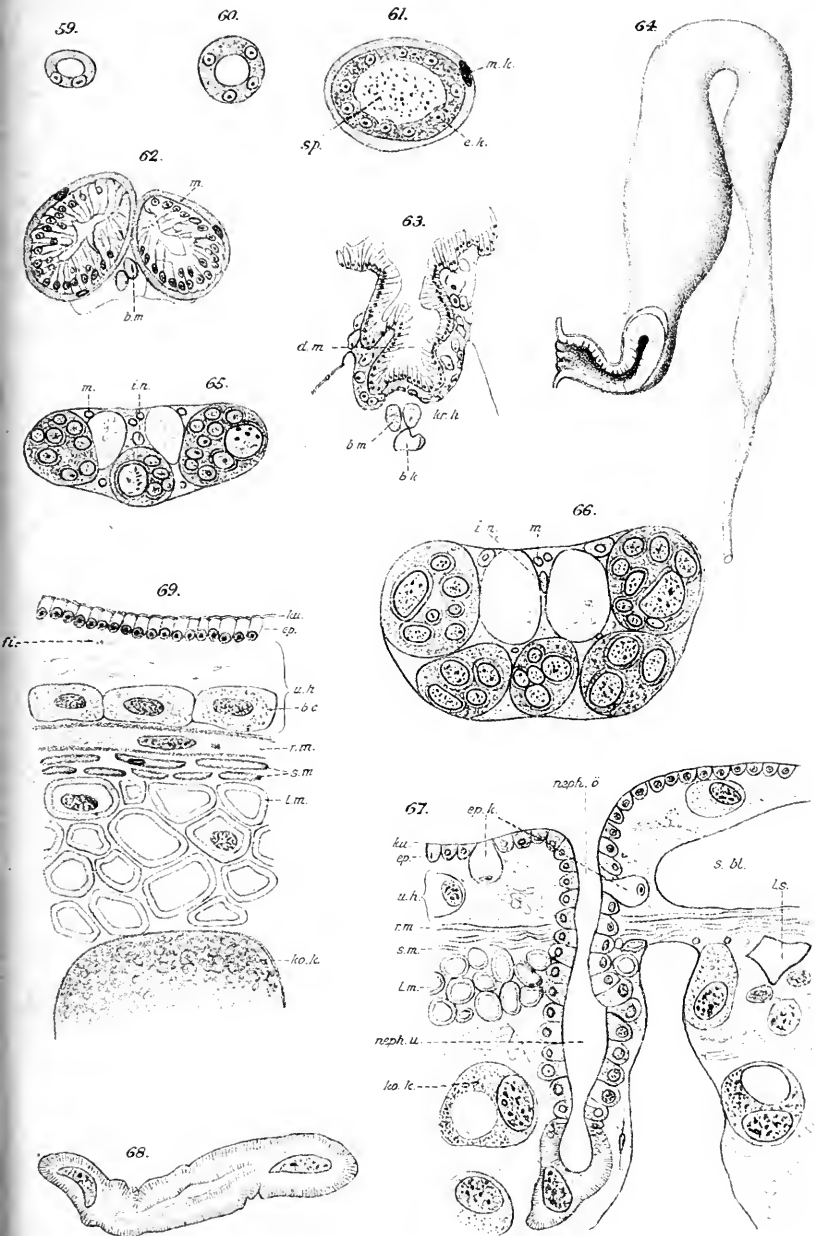 59.
60.
61.
m.k.
sp.
e.k.
62.
m.
b.m
63.
d.m
kr.k
b.m
b.k
64.
65.
m.
i.n.
66.
i.n.
m.
67.
neph. ö
ep.k.
ku.
ep.
u.h.
r.m
s.m.
l.m.
neph.u.
ko.k.
s. bl.
l.s.
68.
69.
ku.
ep.
fi.
u.h
b.c
r.m.
s.m
l.m.
ko.k.